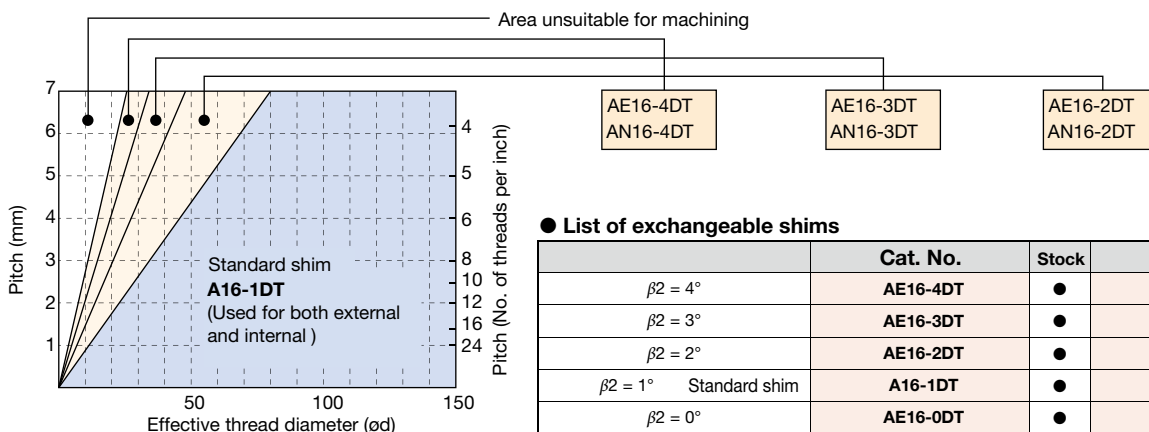 Area unsuitable for machining
AE16-4DT
AN16-4DT
AE16-3DT
AN16-3DT
AE16-2DT
AN16-2DT
7
6
5
4
3
2
1
Pitch (mm)
4
5
6
8
10
12
16
24
Pitch (No. of threads per inch)
Standard shim
A16-1DT
(Used for both external
and internal )
50
100
150
Effective thread diameter (ød)
● List of exchangeable shims
Cat. No. Stock
β2 = 4° AE16-4DT ●
β2 = 3° AE16-3DT ●
β2 = 2° AE16-2DT ●
β2 = 1° Standard shim A16-1DT ●
β2 = 0° AE16-0DT ●